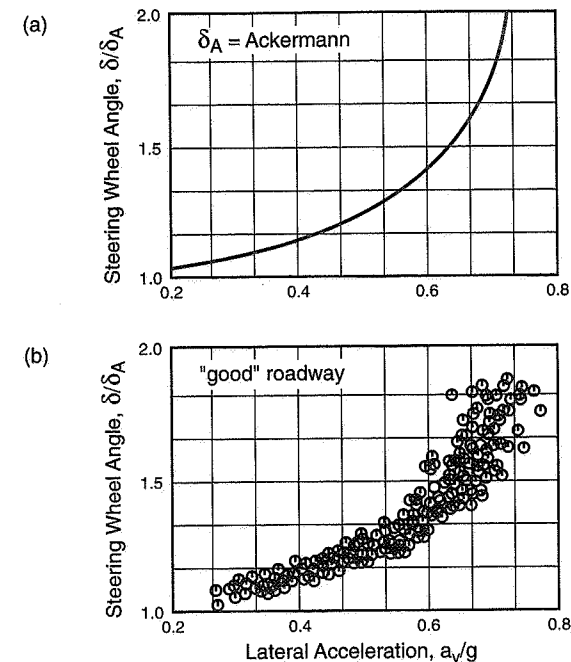 (a)
δA = Ackermann
Steering Wheel Angle, δ/δA
2.0
1.5
1.0
0.2 0.4 0.6 0.8
(b)
"good" roadway
Steering Wheel Angle, δ/δA
2.0
1.5
1.0
0.2 0.4 0.6 0.8
Lateral Acceleration, ay/g